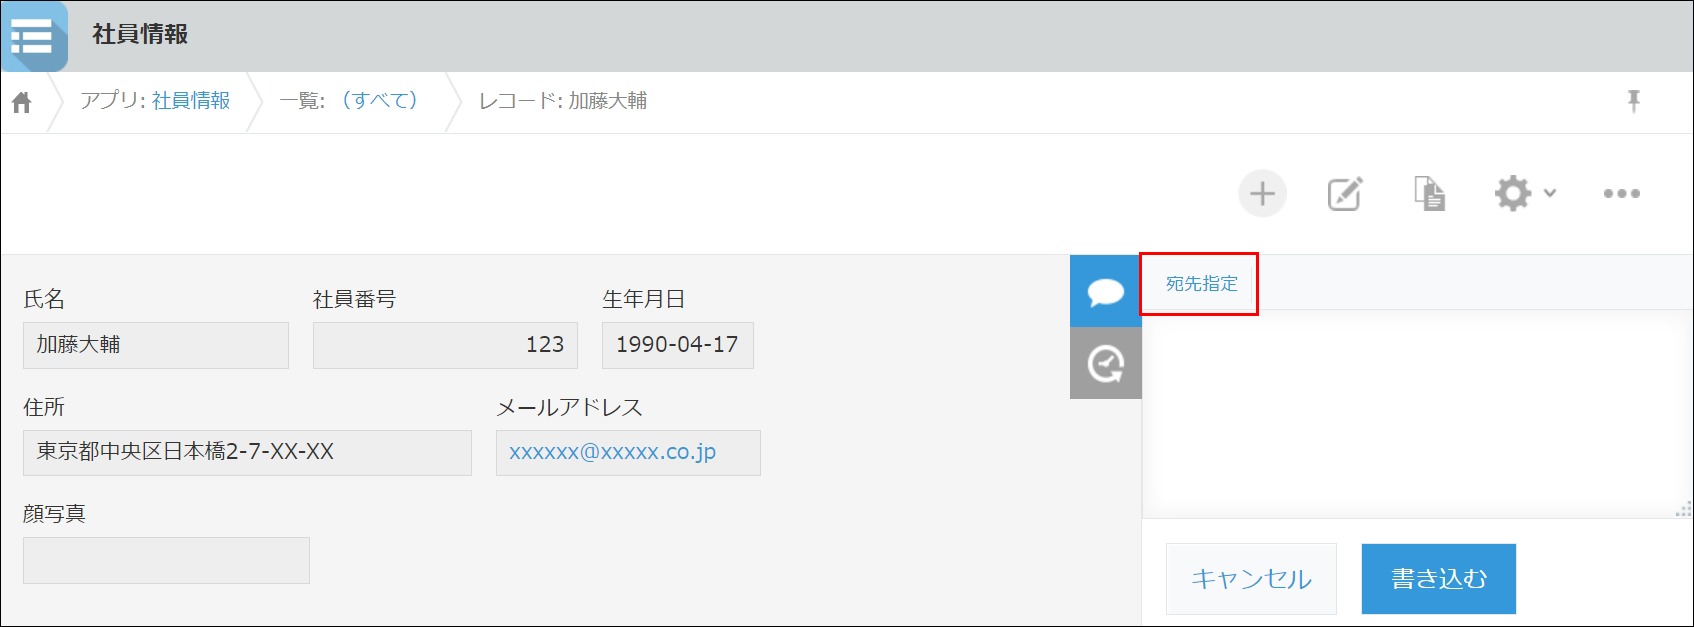 社員情報
アプリ: 社員情報 一覧: (すべて) レコード: 加藤大輔
宛先指定
氏名 社員番号 生年月日
加藤大輔 123 1990-04-17
住所 メールアドレス
東京都中央区日本橋2-7-XX-XX xxxxxx@xxxxx.co.jp
顔写真
キャンセル 書き込む